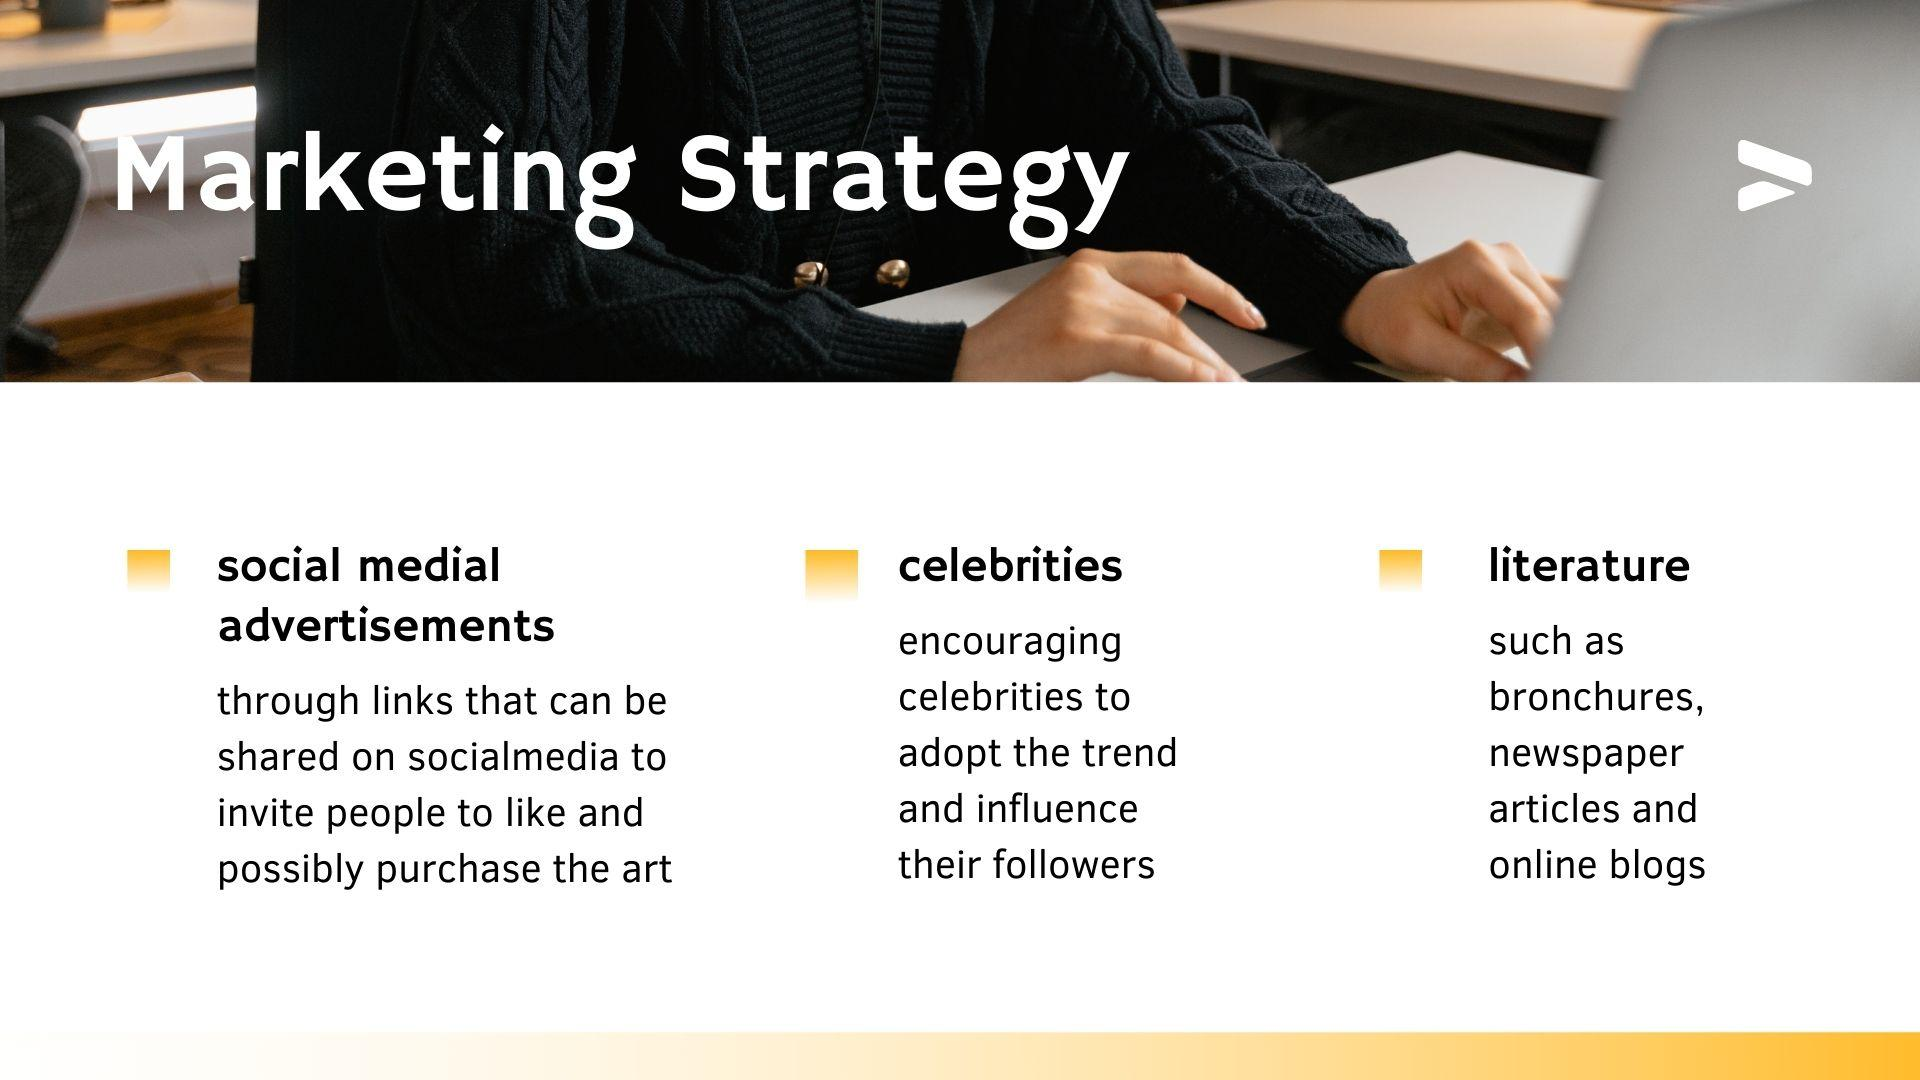 Marketing Strategy
social medial
advertisements
through links that can be
shared on socialmedia to
invite people to like and
possibly purchase the art
celebrities
encouraging
celebrities to
adopt the trend
and influence
their followers
literature
such as
bronchures,
newspaper
articles and
online blogs